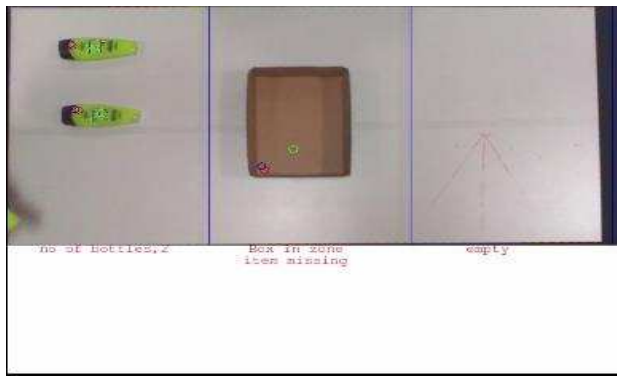 no of bottles,2
Box in zone
item missing
empty